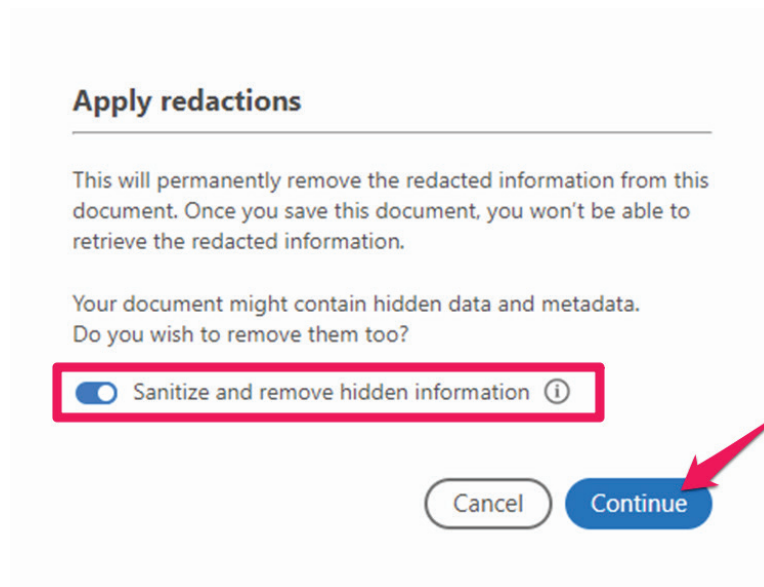 Apply redactions
This will permanently remove the redacted information from this
document. Once you save this document, you won't be able to
retrieve the redacted information.
Your document might contain hidden data and metadata.
Do you wish to remove them too?
Sanitize and remove hidden information
Cancel
Continue